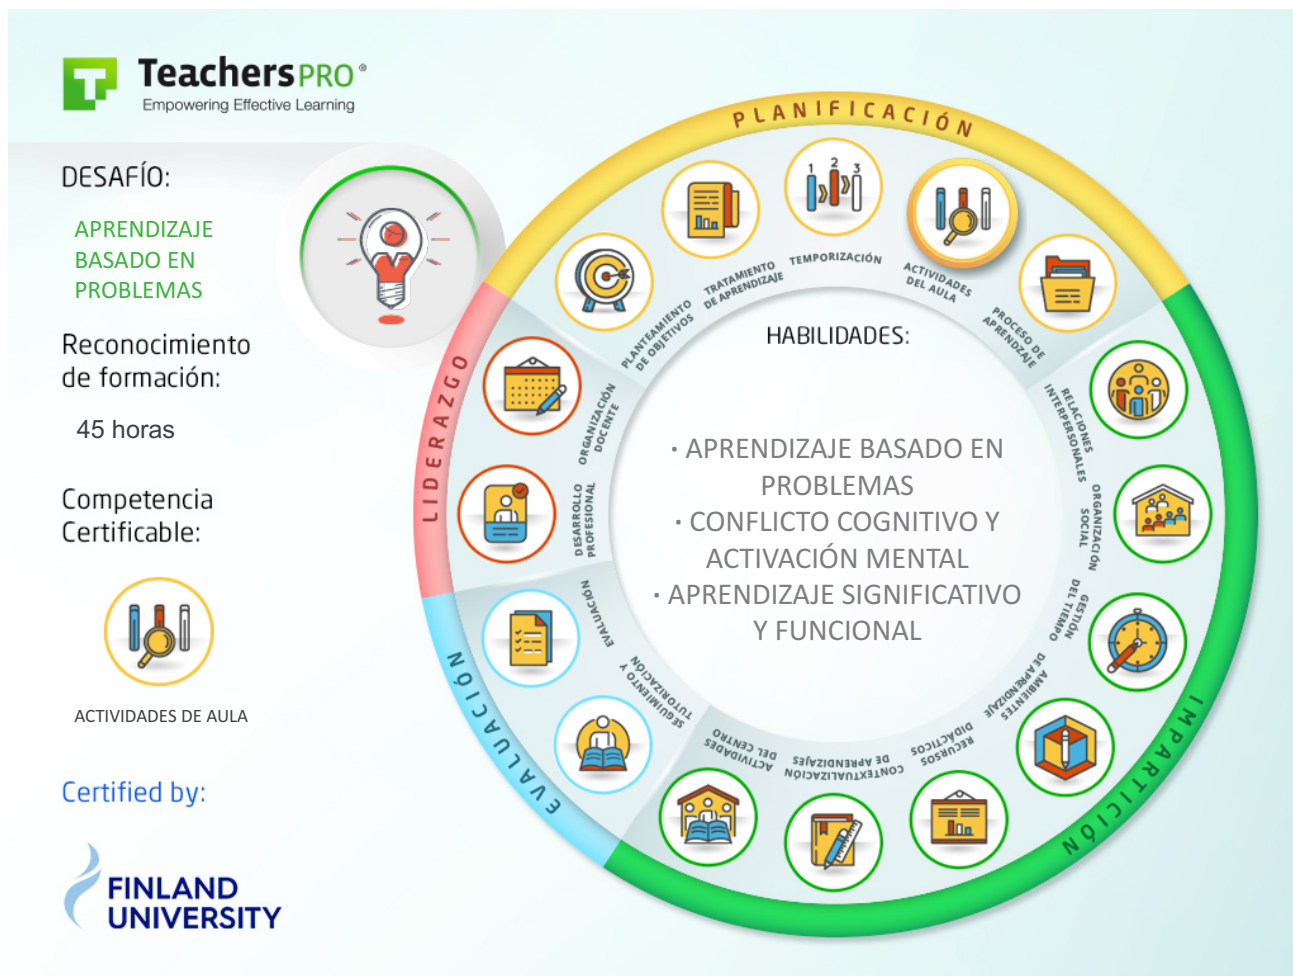 TeachersPRO®
Empowering Effective Learning
DESAFÍO:
APRENDIZAJE
BASADO EN
PROBLEMAS
Reconocimiento
de formación:
45 horas
Competencia
Certificable:
ACTIVIDADES DE AULA
Certified by:
FINLAND
UNIVERSITY
PLANIFICACIÓN
PLANTEAMIENTO
DE OBJETIVOS
TRATAMIENTO
DE APRENDIZAJE
1 2 3
TEMPORIZACIÓN
ACTIVIDADES
DEL AULA
PROCESO DE
APRENDZAJE
IMPARTICIÓN
RELACIONES
INTERPERSONALES
ORGANIZACIÓN
SOCIAL
GESTIÓN
DEL TIEMPO
AMBIENTES
DE APRENDIZAJE
RECURSOS
DIDÁCTICOS
CONTEXTUALIZACIÓN
DE APRENDIZAJES
ACTIVIDADES
DEL CENTRO
EVALUACIÓN
SEGUIMIENTO Y
TUTORIZACIÓN
EVALUACIÓN
LIDERAZGO
DESARROLLO
PROFESIONAL
ORGANIZACIÓN
DOCENTE
HABILIDADES:
· APRENDIZAJE BASADO EN
PROBLEMAS
· CONFLICTO COGNITIVO Y
ACTIVACIÓN MENTAL
· APRENDIZAJE SIGNIFICATIVO
Y FUNCIONAL